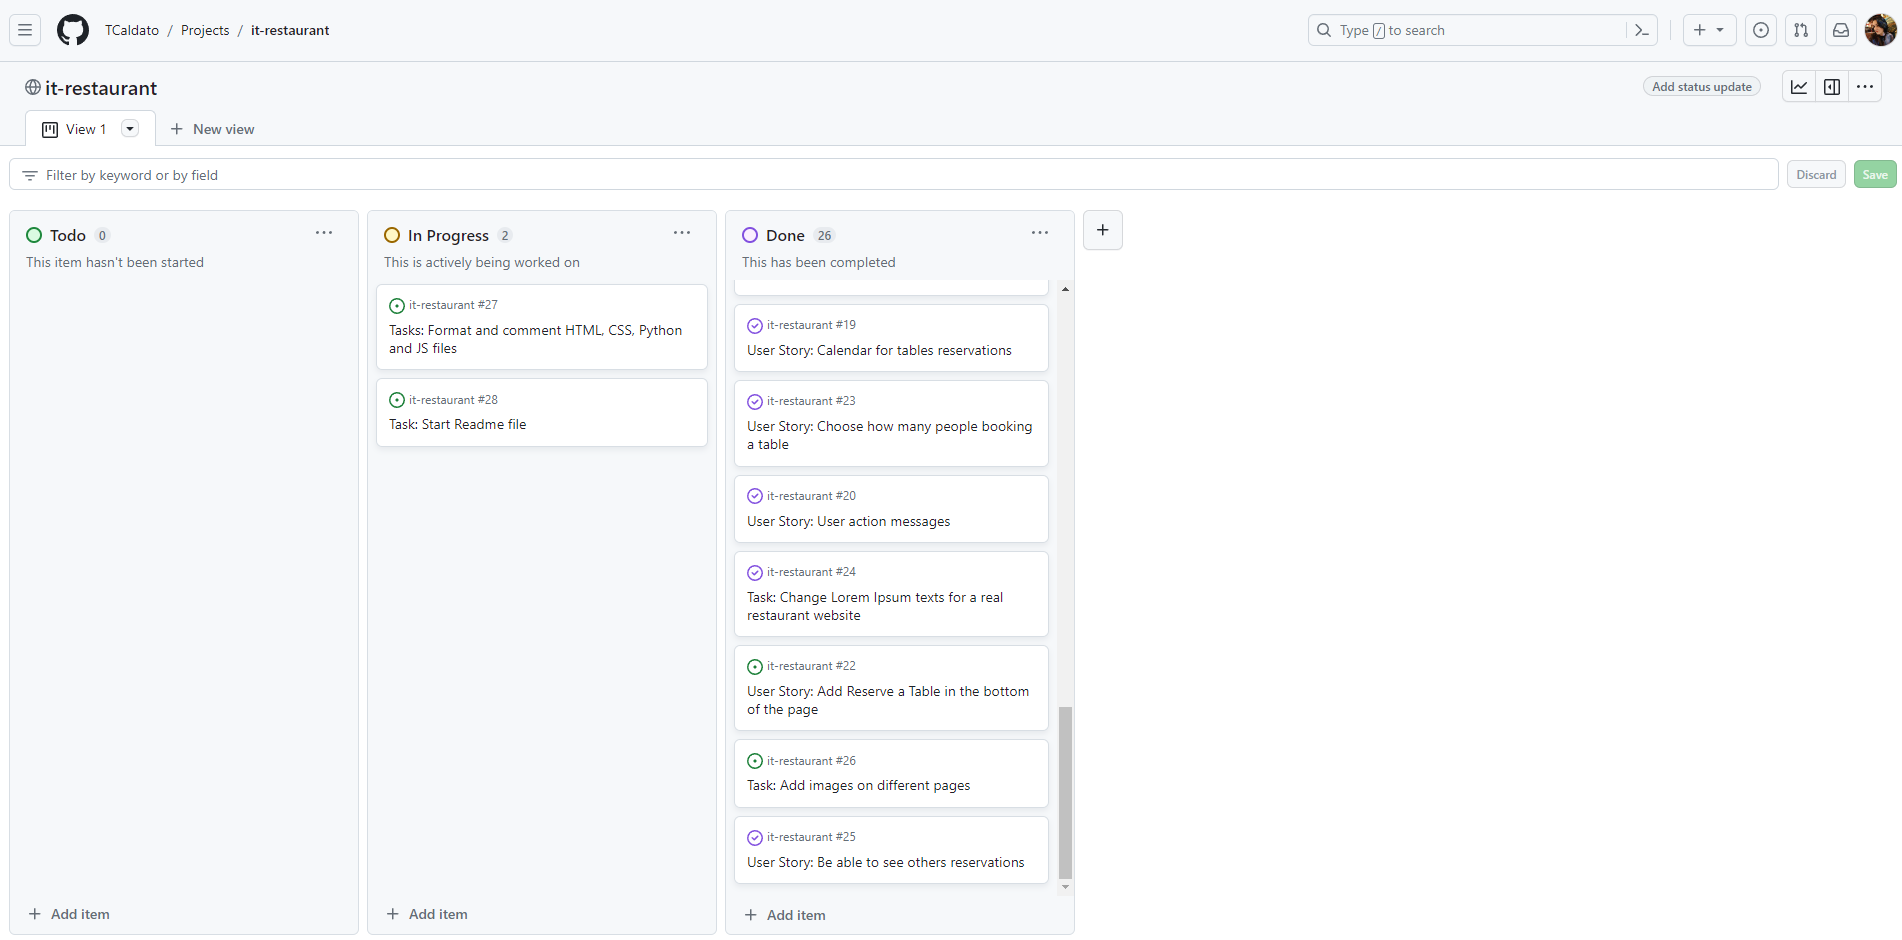 TCaldato / Projects / it-restaurant
Type / to search
it-restaurant
Add status update
View 1
New view
Filter by keyword or by field
Discard
Save
Todo 0
This item hasn't been started
Add item
In Progress 2
This is actively being worked on
it-restaurant #27
Tasks: Format and comment HTML, CSS, Python
and JS files
it-restaurant #28
Task: Start Readme file
Add item
Done 26
This has been completed
it-restaurant #19
User Story: Calendar for tables reservations
it-restaurant #23
User Story: Choose how many people booking
a table
it-restaurant #20
User Story: User action messages
it-restaurant #24
Task: Change Lorem Ipsum texts for a real
restaurant website
it-restaurant #22
User Story: Add Reserve a Table in the bottom
of the page
it-restaurant #26
Task: Add images on different pages
it-restaurant #25
User Story: Be able to see others reservations
Add item